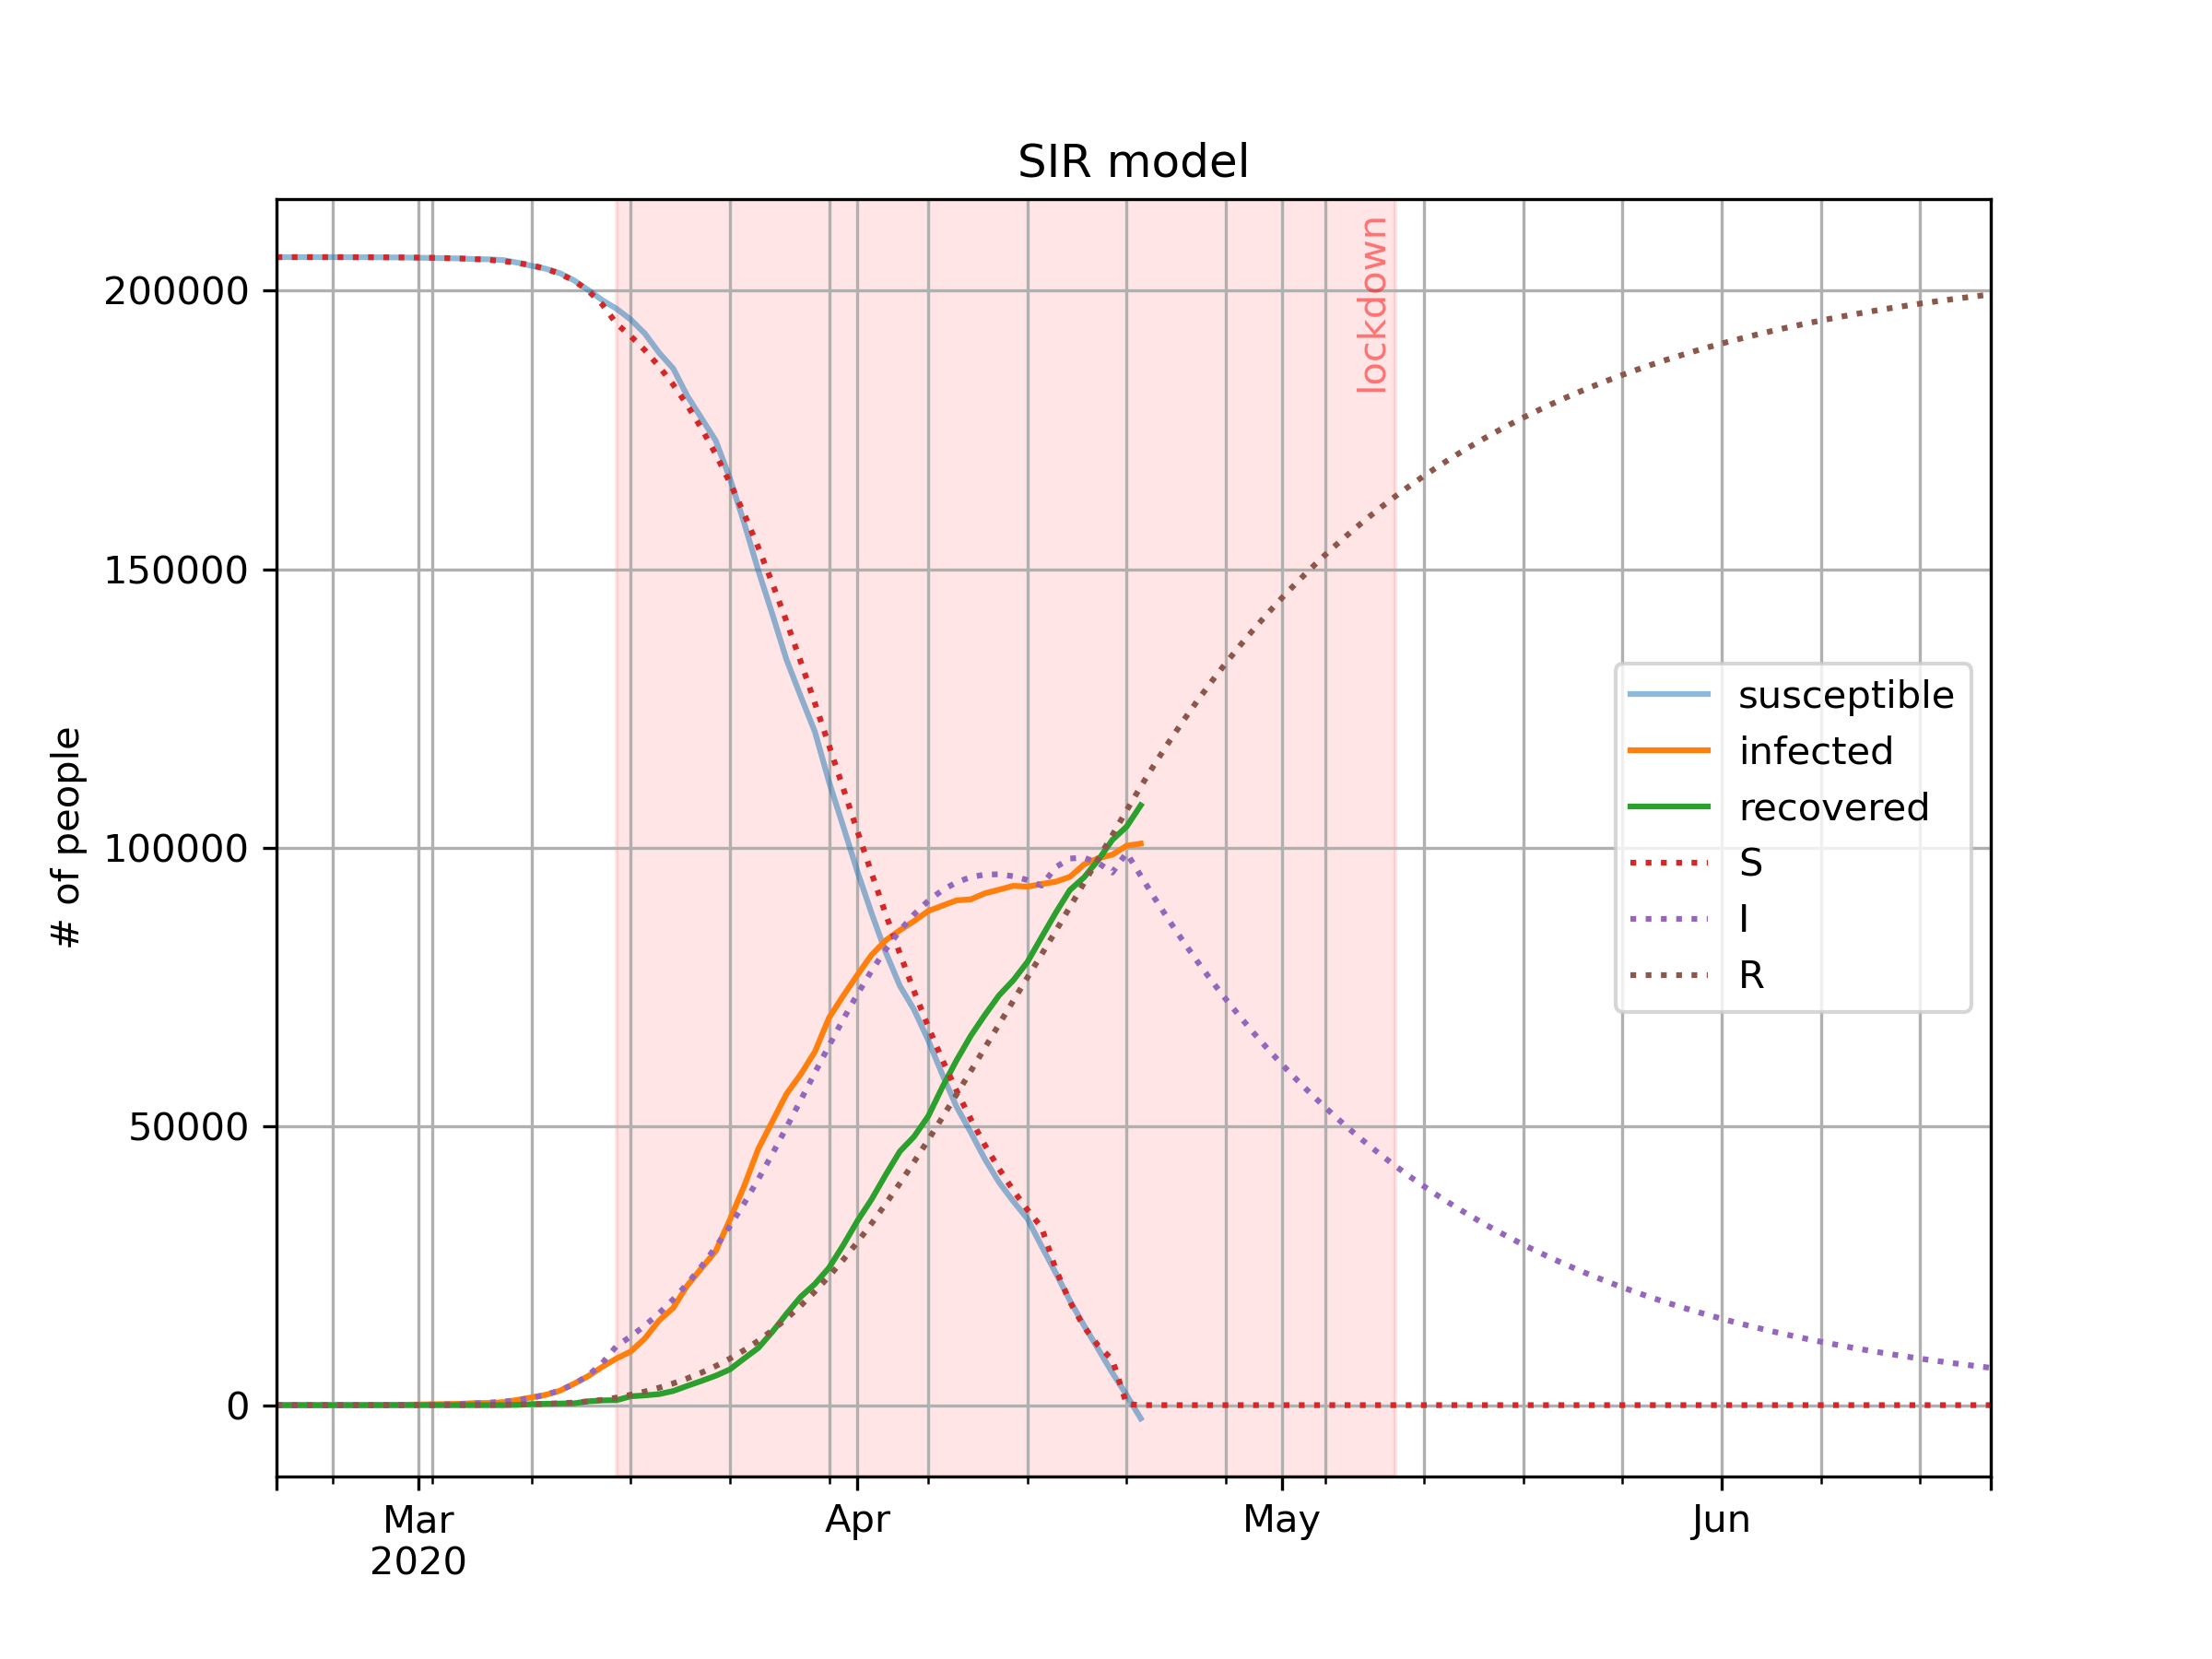 SIR model
lockdown
200000
150000
100000
50000
0
# of people
susceptible
infected
recovered
S
I
R
Mar
2020
Apr
May
Jun